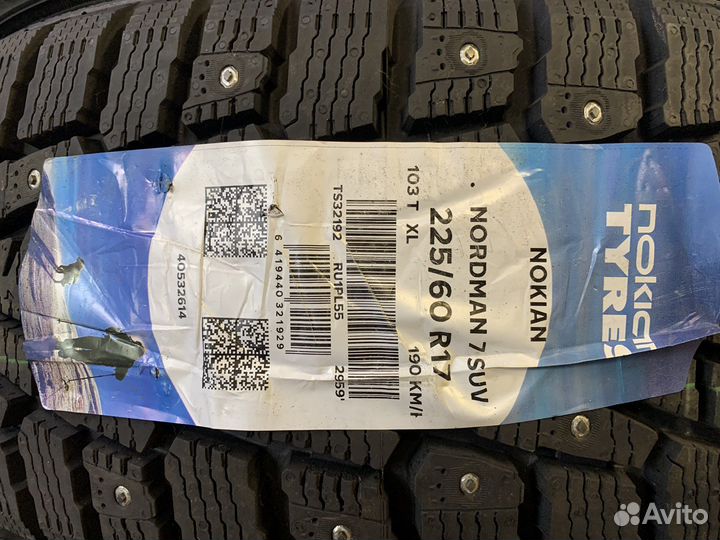 nokian
TYRES
NOKIAN
NORDMAN 7 SUV
225/60 R17
103 T XL 190 KM/H
TS32192 RU1PL55 2959
6 419440 321929
40532614
Avito